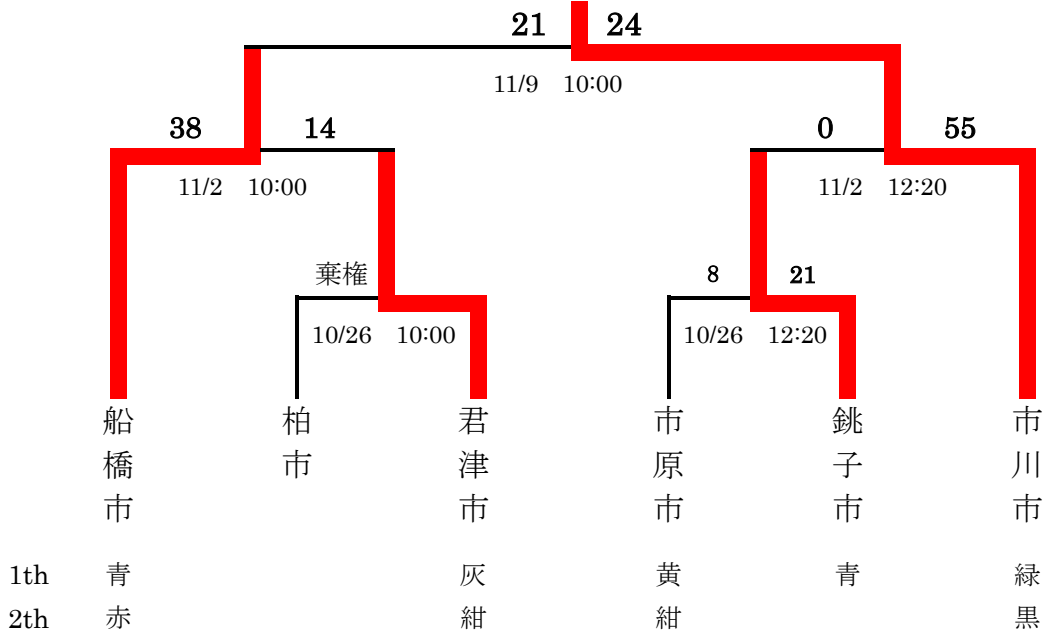 21 24
11/9 10:00
38 14 0 55
11/2 10:00 11/2 12:20
棄権 8 21
10/26 10:00 10/26 12:20
船橋市
柏市
君津市
市原市
銚子市
市川市
1th 青 灰 黄 青 緑
2th 赤 紺 紺 黒